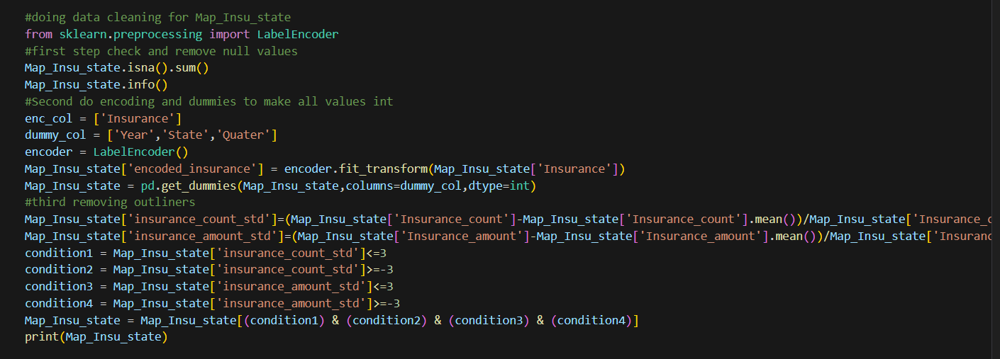 #doing data cleaning for Map_Insu_state
from sklearn.preprocessing import LabelEncoder
#first step check and remove null values
Map_Insu_state.isna().sum()
Map_Insu_state.info()
#Second do encoding and dummies to make all values int
enc_col = ['Insurance']
dummy_col = ['Year','State','Quater']
encoder = LabelEncoder()
Map_Insu_state['encoded_insurance'] = encoder.fit_transform(Map_Insu_state['Insurance'])
Map_Insu_state = pd.get_dummies(Map_Insu_state,columns=dummy_col,dtype=int)
#third removing outliners
Map_Insu_state['insurance_count_std']=(Map_Insu_state['Insurance_count']-Map_Insu_state['Insurance_count'].mean())/Map_Insu_state['Insurance_c
Map_Insu_state['insurance_amount_std']=(Map_Insu_state['Insurance_amount']-Map_Insu_state['Insurance_amount'].mean())/Map_Insu_state['Insuranc
condition1 = Map_Insu_state['insurance_count_std']<=3
condition2 = Map_Insu_state['insurance_count_std']>=-3
condition3 = Map_Insu_state['insurance_amount_std']<=3
condition4 = Map_Insu_state['insurance_amount_std']>=-3
Map_Insu_state = Map_Insu_state[(condition1) & (condition2) & (condition3) & (condition4)]
print(Map_Insu_state)